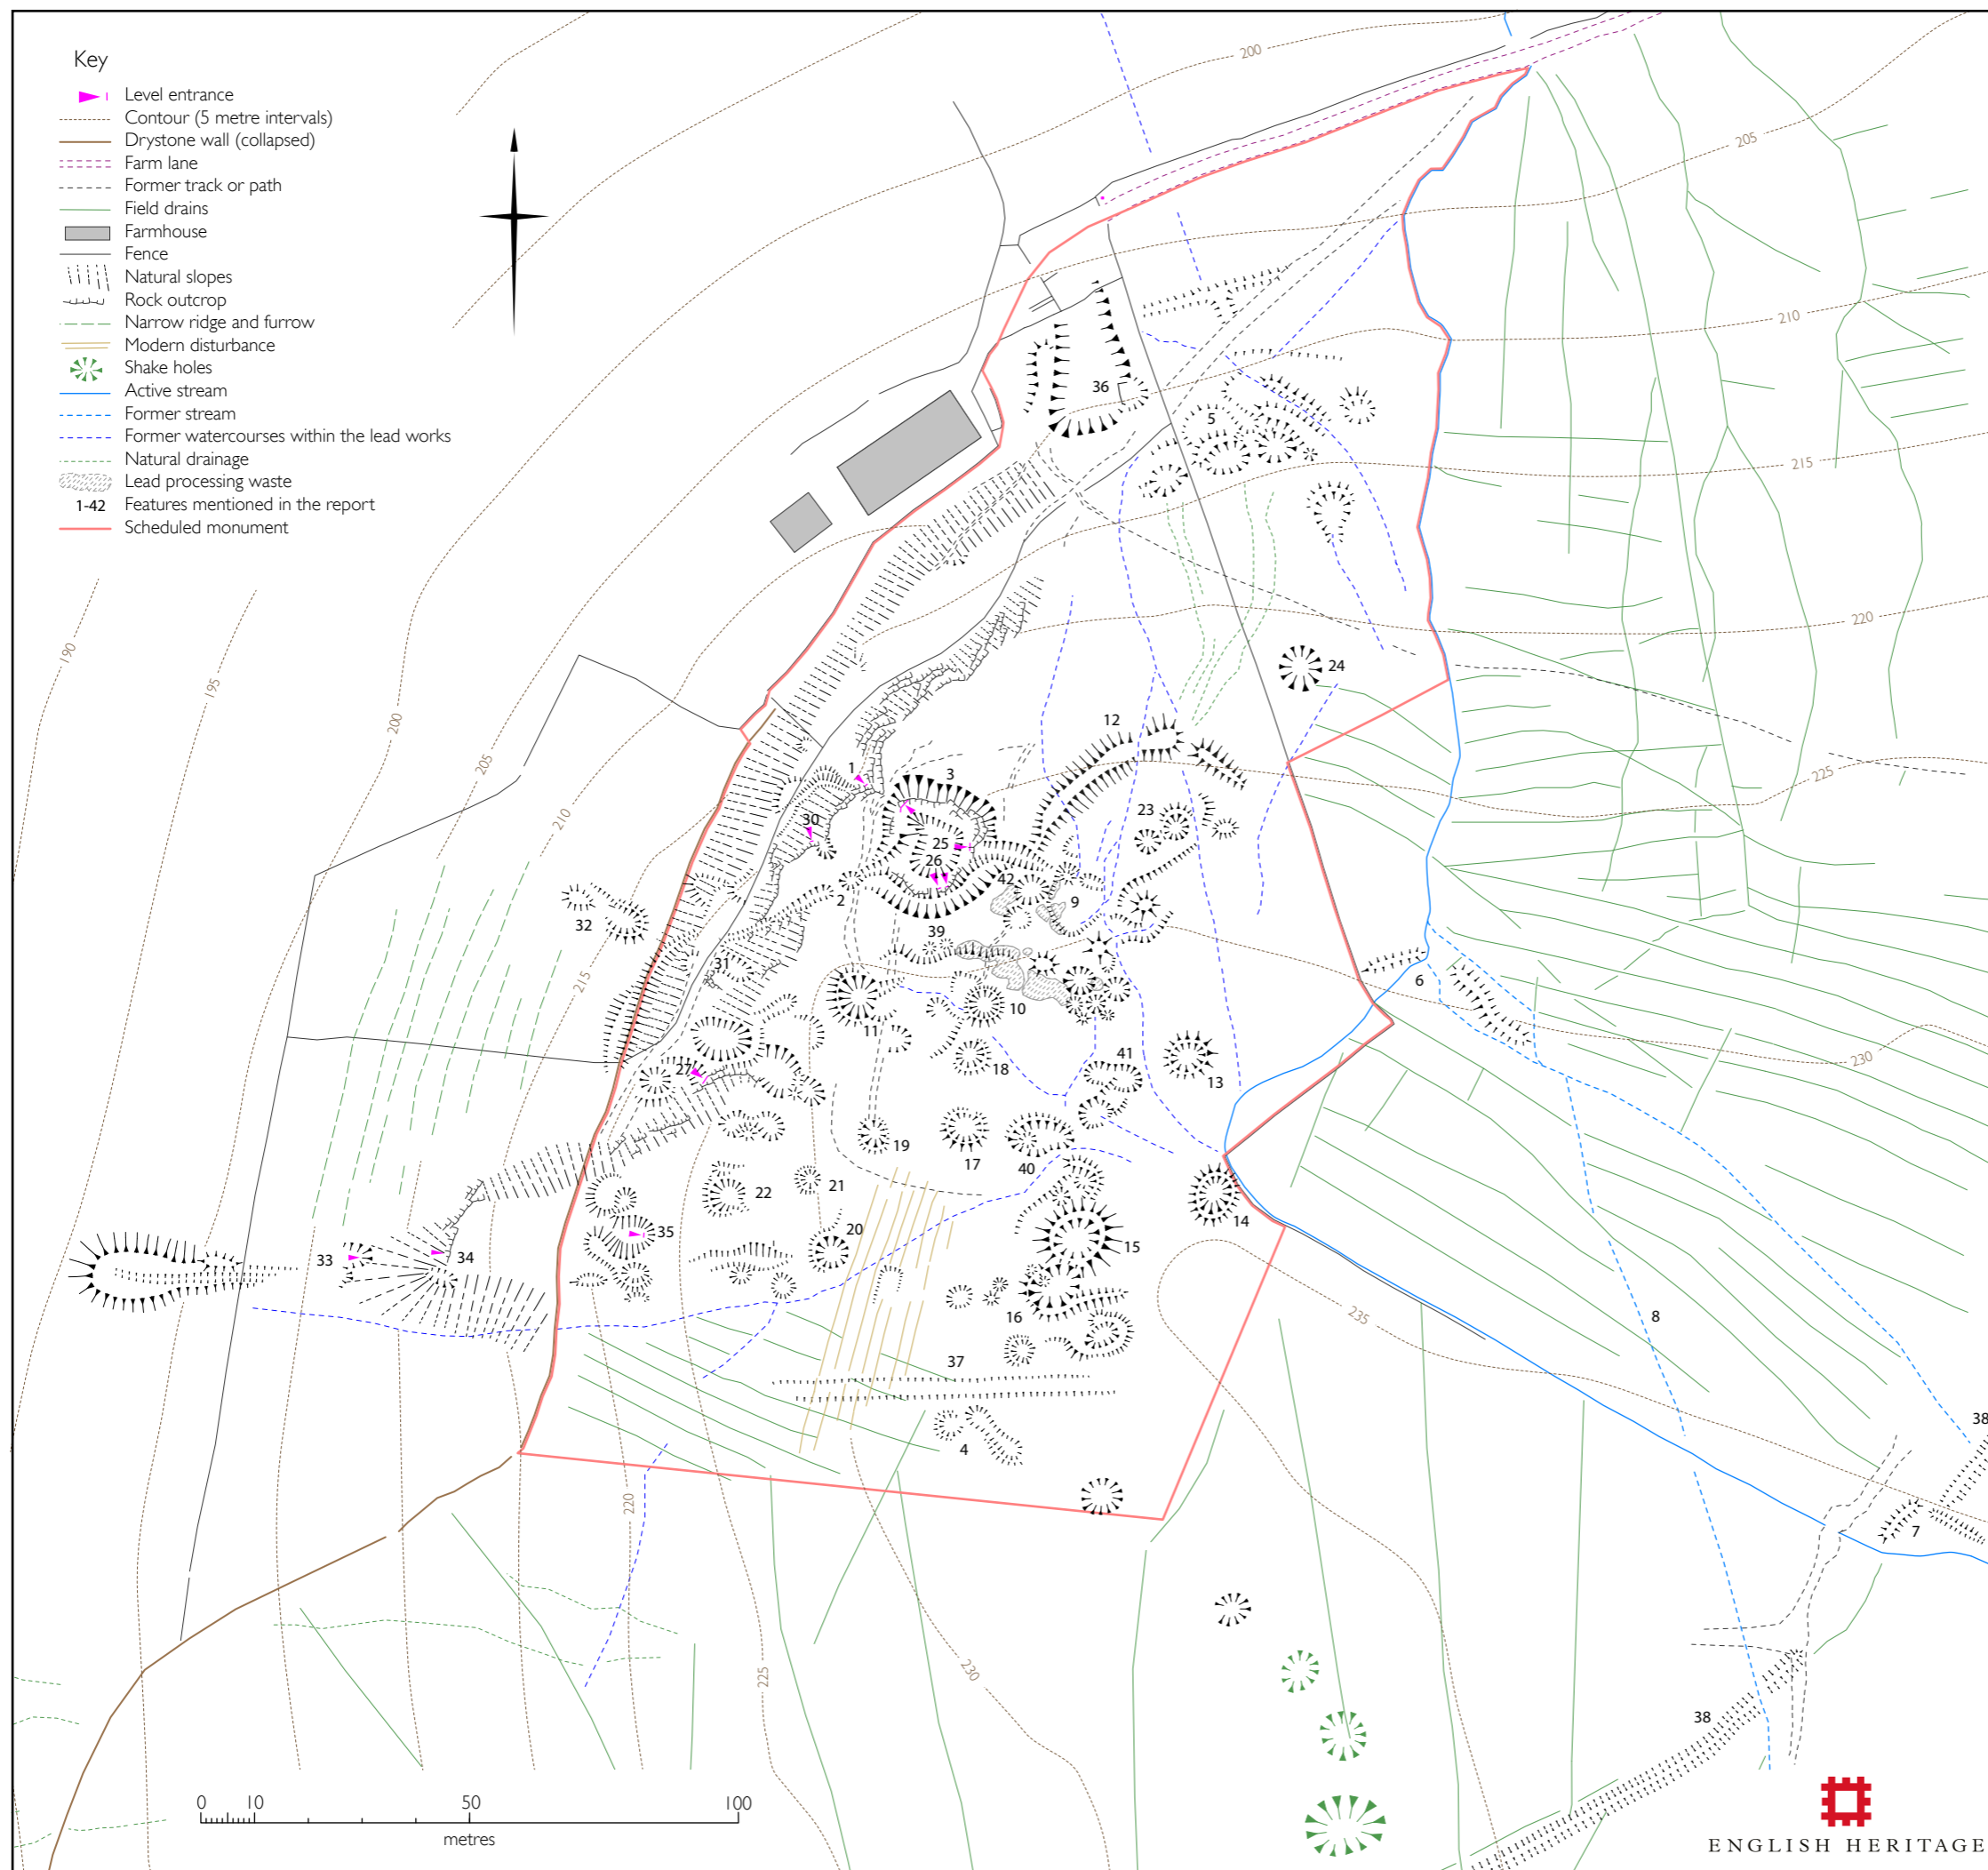 Key
Level entrance
Contour (5 metre intervals)
Drystone wall (collapsed)
Farm lane
Former track or path
Field drains
Farmhouse
Fence
Natural slopes
Rock outcrop
Narrow ridge and furrow
Modern disturbance
Shake holes
Active stream
Former stream
Former watercourses within the lead works
Natural drainage
Lead processing waste
1-42 Features mentioned in the report
Scheduled monument
200
205
210
36
5
215
220
190
24
195
200
12
205
1
3
225
210
30
23
25
26
42
2
9
32
39
31
215
6
10
11
230
41
27
18
13
19
17
40
21
22
14
35
20
15
33
34
16
235
8
37
38
4
220
7
225
230
38
0 10 50 100
metres
ENGLISH HERITAGE